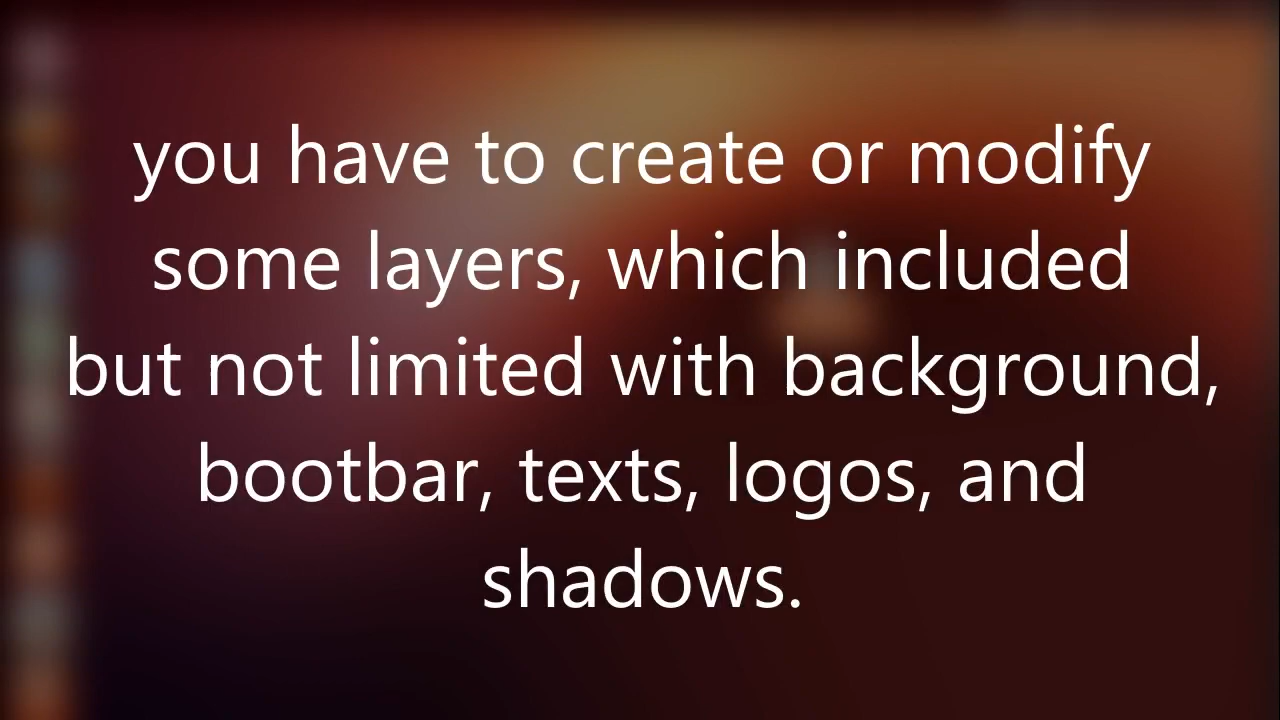 you have to create or modify
some layers, which included
but not limited with background,
bootbar, texts, logos, and
shadows.